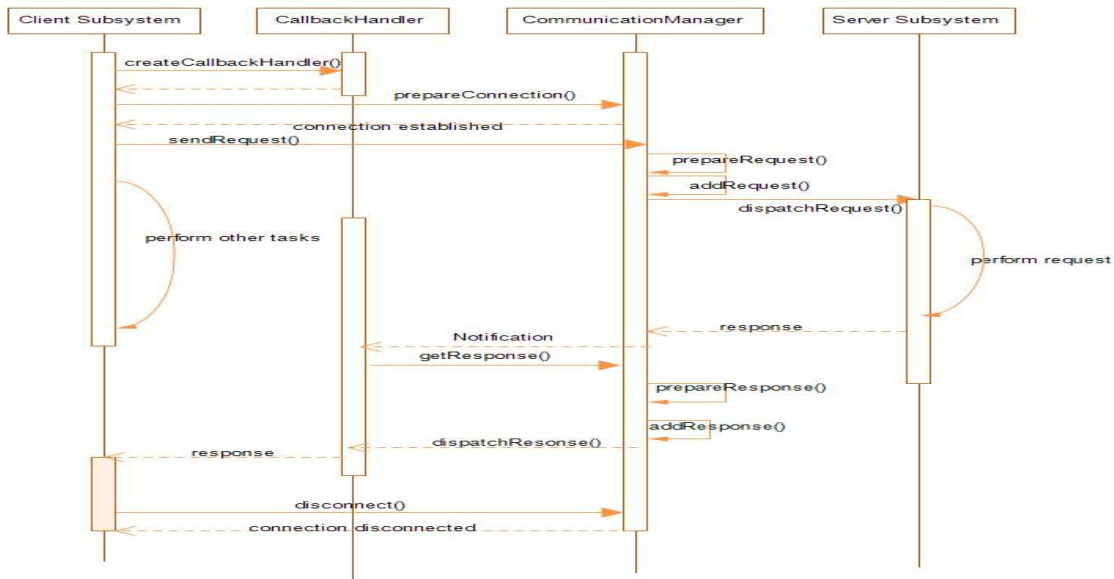 Client Subsystem
CallbackHandler
CommunicationManager
Server Subsystem
createCallbackHandler()
prepareConnection()
connection established
sendRequest()
prepareRequest()
addRequest()
dispatchRequest()
perform other tasks
perform request
response
Notification
getResponse()
prepareResponse()
addResponse()
dispatchResonse()
response
disconnect()
connection disconnected